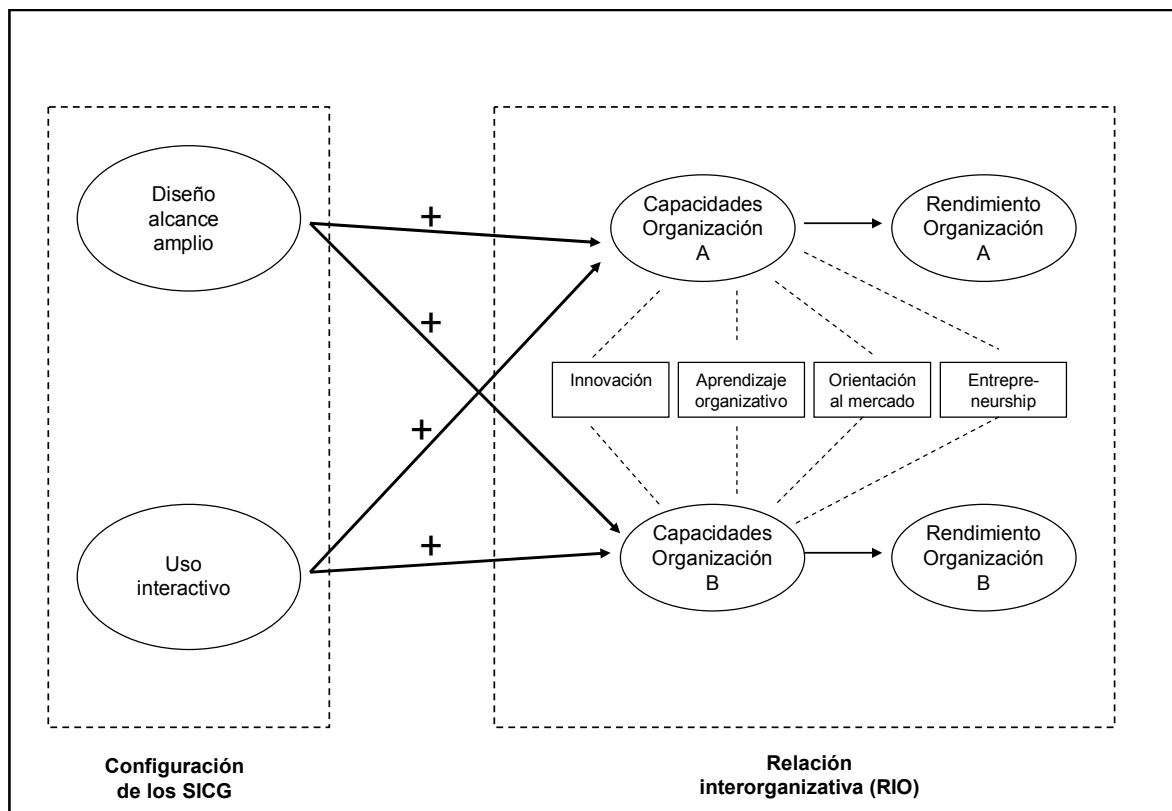 Diseño
alcance
amplio
Uso
interactivo
Configuración
de los SICG
+
+
+
+
Capacidades
Organización
A
Rendimiento
Organización
A
Innovación
Aprendizaje
organizativo
Orientación
al mercado
Entrepre-
neurship
Capacidades
Organización
B
Rendimiento
Organización
B
Relación
interorganizativa (RIO)